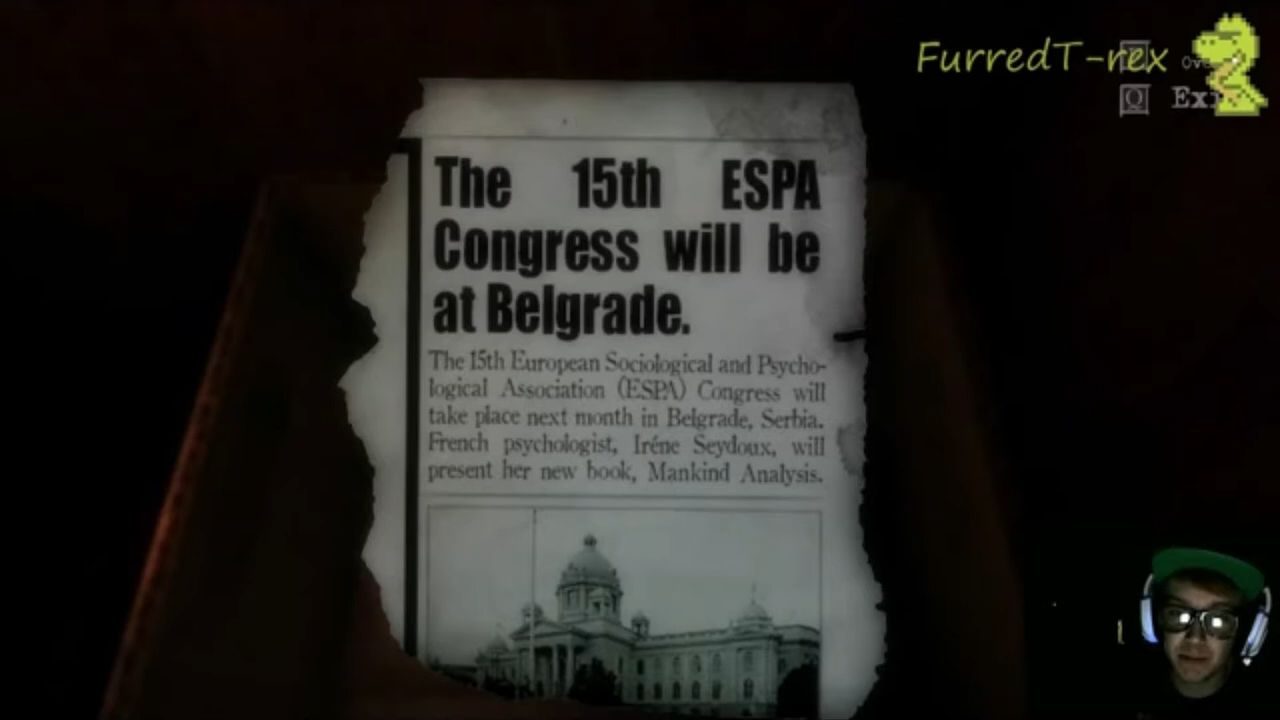 FurredT-rex
Q
The 15th ESPA
Congress will be
at Belgrade.
The 15th European Sociological and Psycho-
logical Association (ESPA) Congress will
take place next month in Belgrade, Serbia.
French psychologist, Iréne Seydoux, will
present her new book, Mankind Analysis.